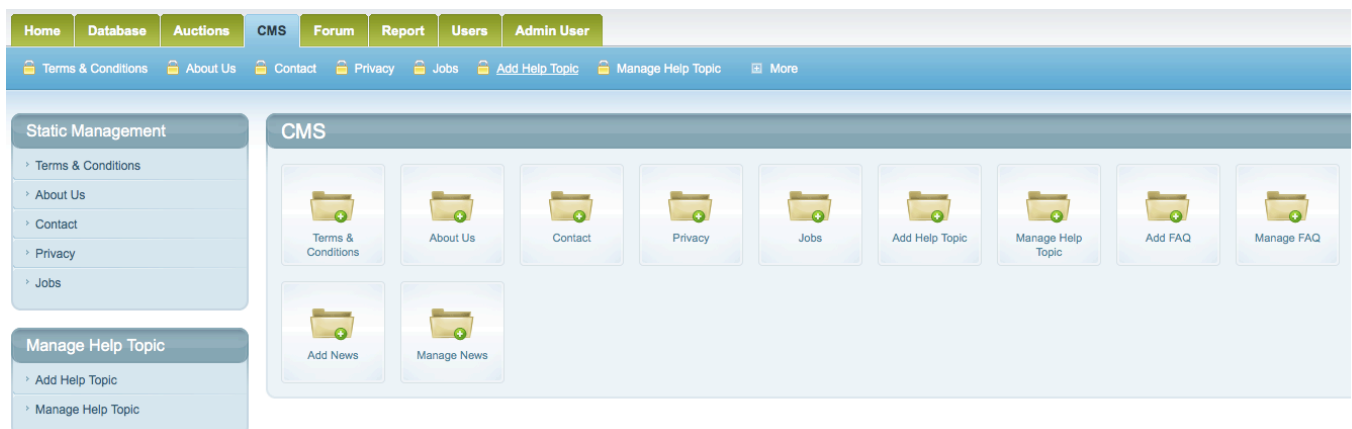 Home Database Auctions CMS Forum Report Users Admin User
Terms & Conditions About Us Contact Privacy Jobs Add Help Topic Manage Help Topic More
Static Management
Terms & Conditions
About Us
Contact
Privacy
Jobs
Manage Help Topic
Add Help Topic
Manage Help Topic
CMS
Terms &
Conditions
About Us
Contact
Privacy
Jobs
Add Help Topic
Manage Help
Topic
Add FAQ
Manage FAQ
Add News
Manage News